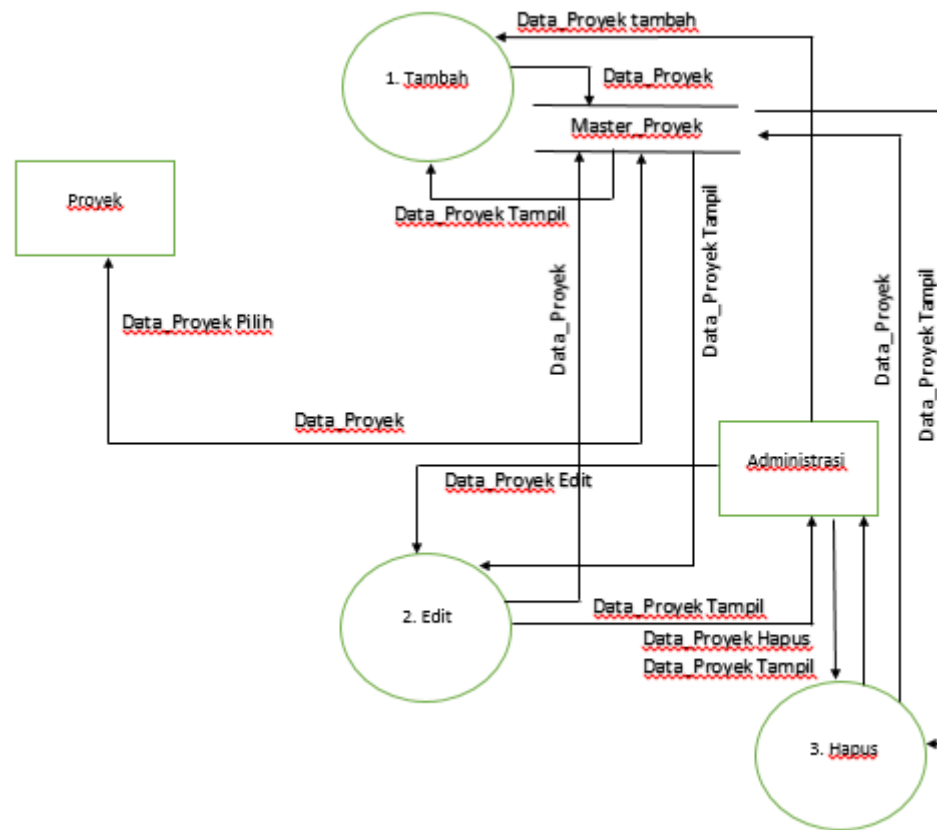 Data_Proyek tambah
1. Tambah
Data_Proyek
Master_Proyek
Proyek
Data_Proyek Tampil
Data_Proyek
Data_Proyek Tampil
Data_Proyek
Data_Proyek Tampil
Data_Proyek Pilih
Data_Proyek
Administrasi
Data_Proyek Edit
2. Edit
Data_Proyek Tampil
Data_Proyek Hapus
Data_Proyek Tampil
3. Hapus